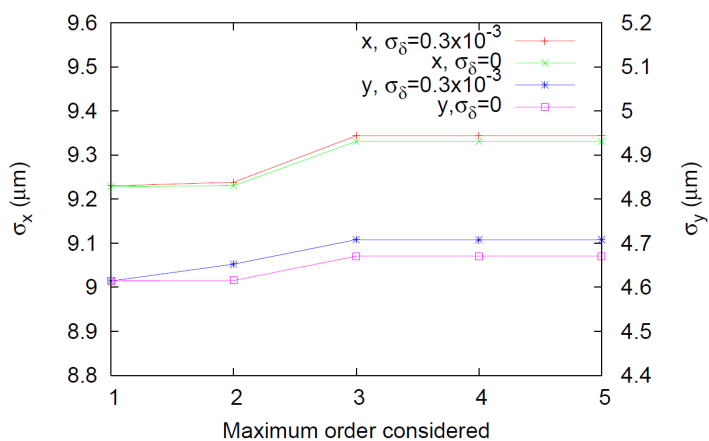 9.6
9.5
9.4
9.3
9.2
9.1
9
8.9
8.8
σx (μm)
x, σδ=0.3x10-3
x, σδ=0
y, σδ=0.3x10-3
y,σδ=0
5.2
5.1
5
4.9
4.8
4.7
4.6
4.5
4.4
σy (μm)
1 2 3 4 5
Maximum order considered